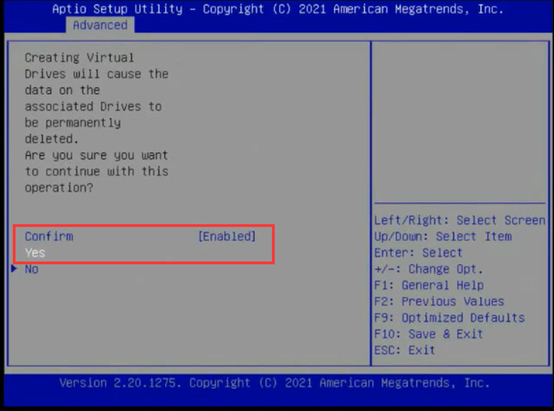 Aptio Setup Utility - Copyright (C) 2021 American Megatrends, Inc.
Advanced
Creating Virtual
Drives will cause the
data on the
associated Drives to
be permanently
deleted.
Are you sure you want
to continue with this
operation?
Confirm [Enabled]
Yes
No
Left/Right: Select Screen
Up/Down: Select Item
Enter: Select
+/-: Change Opt.
F1: General Help
F2: Previous Values
F9: Optimized Defaults
F10: Save & Exit
ESC: Exit
Version 2.20.1275. Copyright (C) 2021 American Megatrends, Inc.